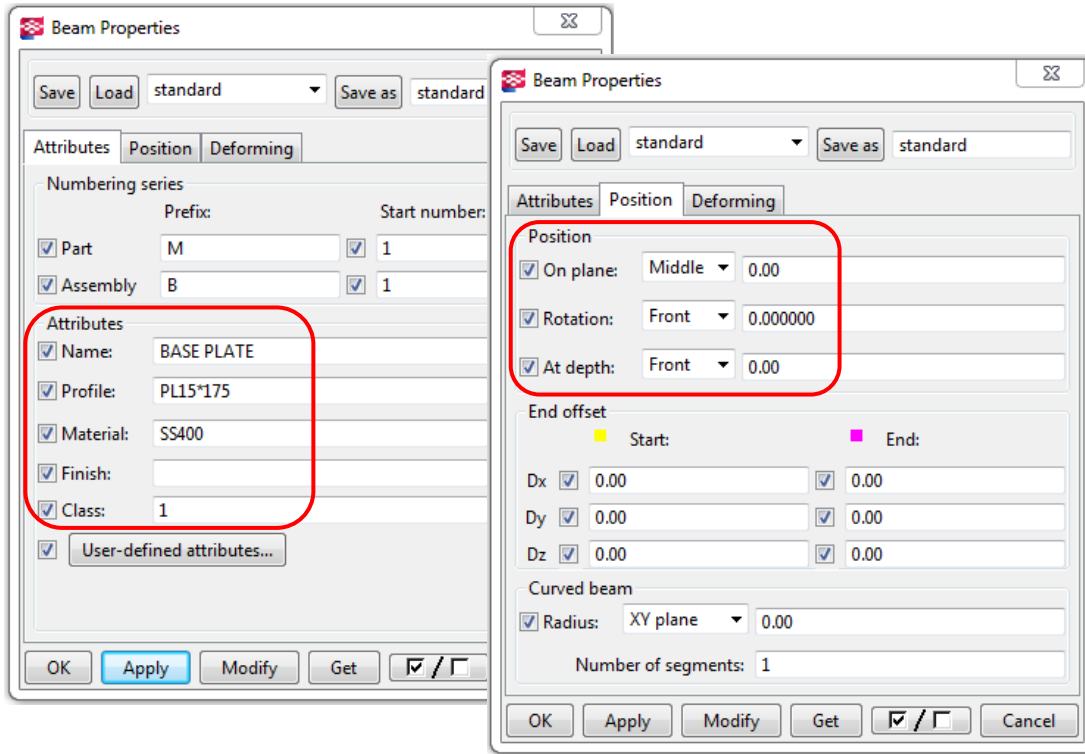 Beam Properties
Save Load standard Save as standard
Attributes Position Deforming
Numbering series
Prefix: Start number:
Part M 1
Assembly B 1
Attributes
Name: BASE PLATE
Profile: PL15*175
Material: SS400
Finish:
Class: 1
User-defined attributes...
OK Apply Modify Get /
Beam Properties
Save Load standard Save as standard
Attributes Position Deforming
Position
On plane: Middle 0.00
Rotation: Front 0.000000
At depth: Front 0.00
End offset
Start: End:
Dx 0.00 0.00
Dy 0.00 0.00
Dz 0.00 0.00
Curved beam
Radius: XY plane 0.00
Number of segments: 1
OK Apply Modify Get / Cancel